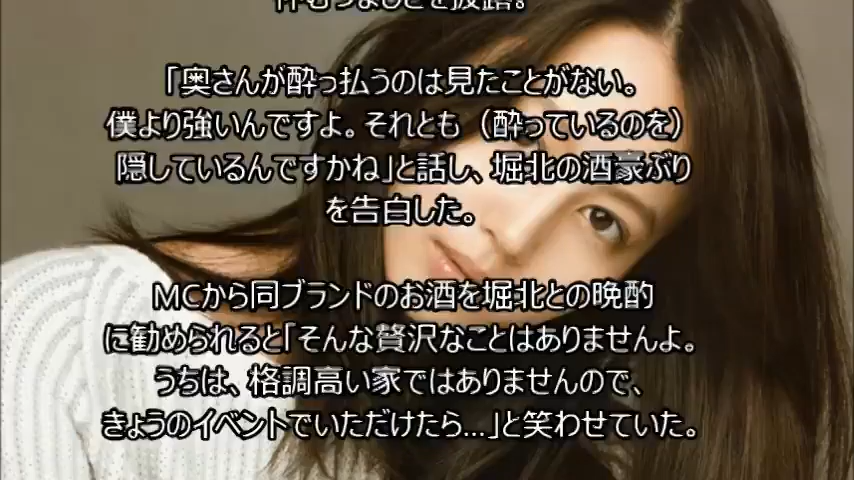 「奥さんが酔っ払うのは見たことがない。
僕より強いんですよ。それとも（酔っているのを）
隠しているんですかね」と話し、堀北の酒豪ぶり
を告白した。
MCから同ブランドのお酒を堀北との晩酌
に勧められると「そんな贅沢なことはありませんよ。
うちは、格調高い家ではありませんので、
きょうのイベントでいただけたら…」と笑わせていた。